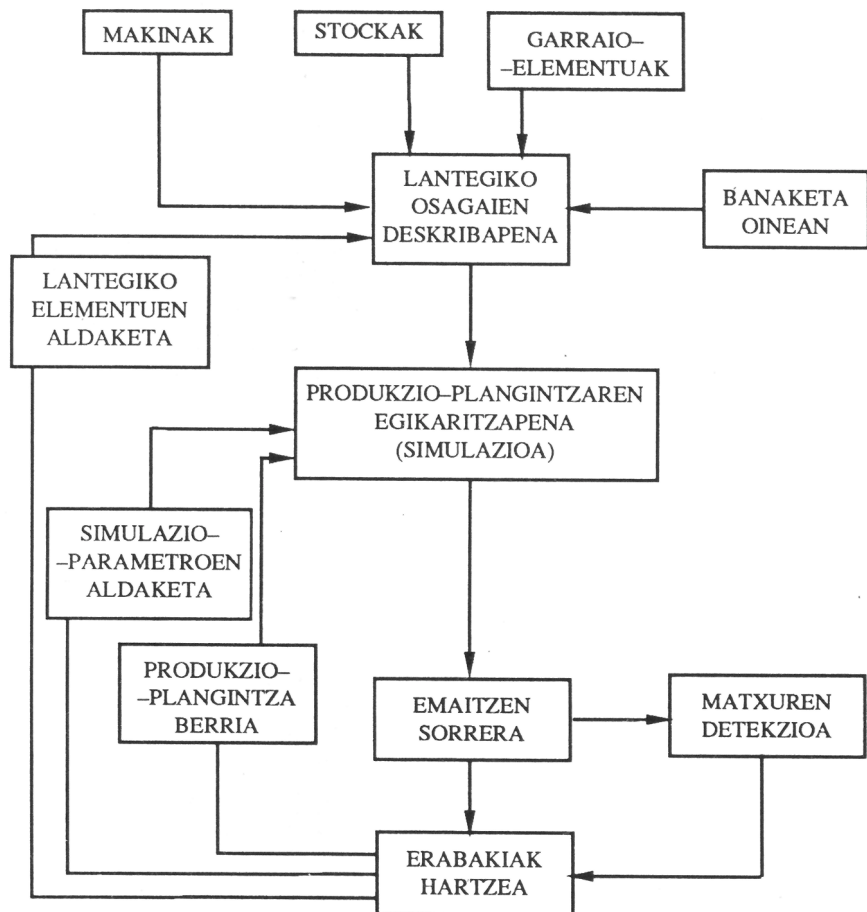 MAKINAK
STOCKAK
GARRAIO–
–ELEMENTUAK
LANTEGIKO
OSAGAIEN
DESKRIBAPENA
BANAKETA
OINEAN
LANTEGIKO
ELEMENTUEN
ALDAKETA
PRODUKZIO–PLANGINTZAREN
EGIKARITZAPENA
(SIMULAZIOA)
SIMULAZIO–
–PARAMETROEN
ALDAKETA
PRODUKZIO–
–PLANGINTZA
BERRIA
EMAITZEN
SORRERA
MATXUREN
DETEKZIOA
ERABAKIAK
HARTZEA